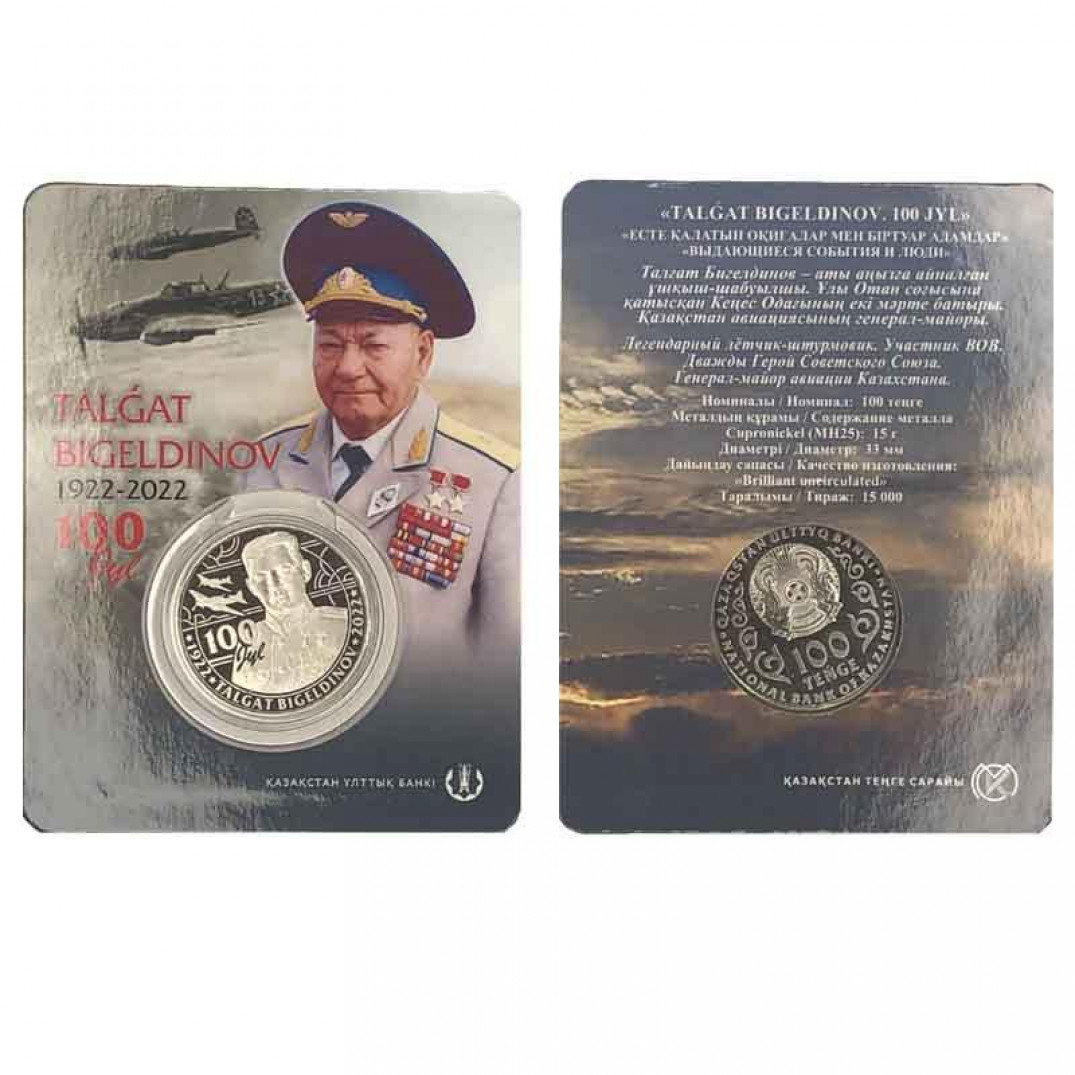 TALǴAT
BIGELDINOV
1922-2022
100
Jyl
100
Jyl
1922 ★ TALGAT BIGELDINOV ★ 2022
ҚАЗАҚСТАН ҰЛТТЫҚ БАНКІ
«TALǴAT BIGELDINOV. 100 JYL»
«ЕСТЕ ҚАЛАТЫН ОҚИҒАЛАР МЕН БІРТУАР АДАМДАР»
«ВЫДАЮЩИЕСЯ СОБЫТИЯ И ЛЮДИ»
Талғат Бигелдинов – аты аңызға айналған
ұшқыш-шабуылшы. Ұлы Отан соғысына
қатысқан Кеңес Одағының екі мәрте батыры.
Қазақстан авиациясының генерал-майоры.
Легендарный лётчик-штурмовик. Участник ВОВ.
Дважды Герой Советского Союза.
Генерал-майор авиации Казахстана.
Номиналы / Номинал: 100 теңге
Металдың құрамы / Содержание металла
Cupronickel (МН25): 15 г
Диаметрі / Диаметр: 33 мм
Дайындау сапасы / Качество изготовления:
«Brilliant uncirculated»
Таралымы / Тираж: 15 000
QAZAQSTAN ULTTYQ BANKI
100
TENGE
NATIONAL BANK OF KAZAKHSTAN
ҚАЗАҚСТАН ТЕҢГЕ САРАЙЫ